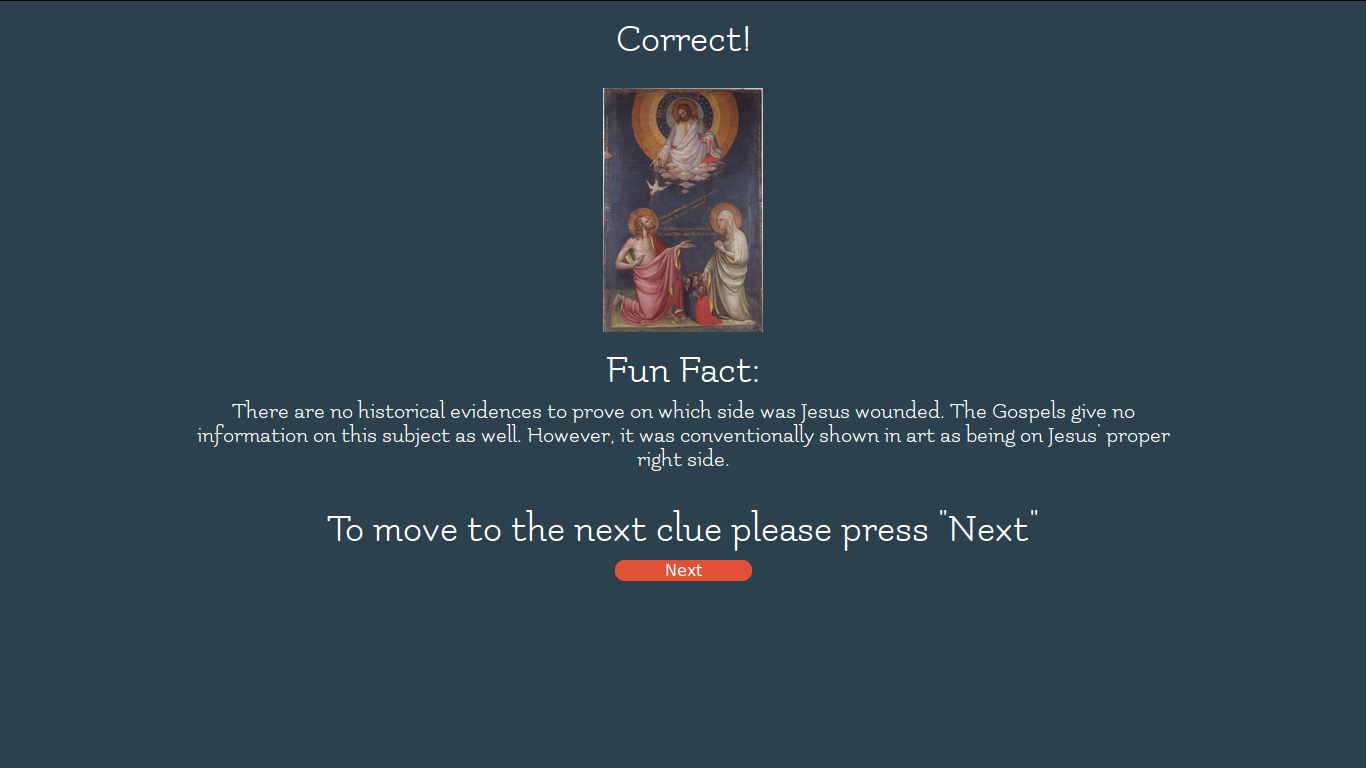 Correct!
Fun Fact:
There are no historical evidences to prove on which side was Jesus wounded. The Gospels give no
information on this subject as well. However, it was conventionally shown in art as being on Jesus' proper
right side.
To move to the next clue please press "Next"
Next